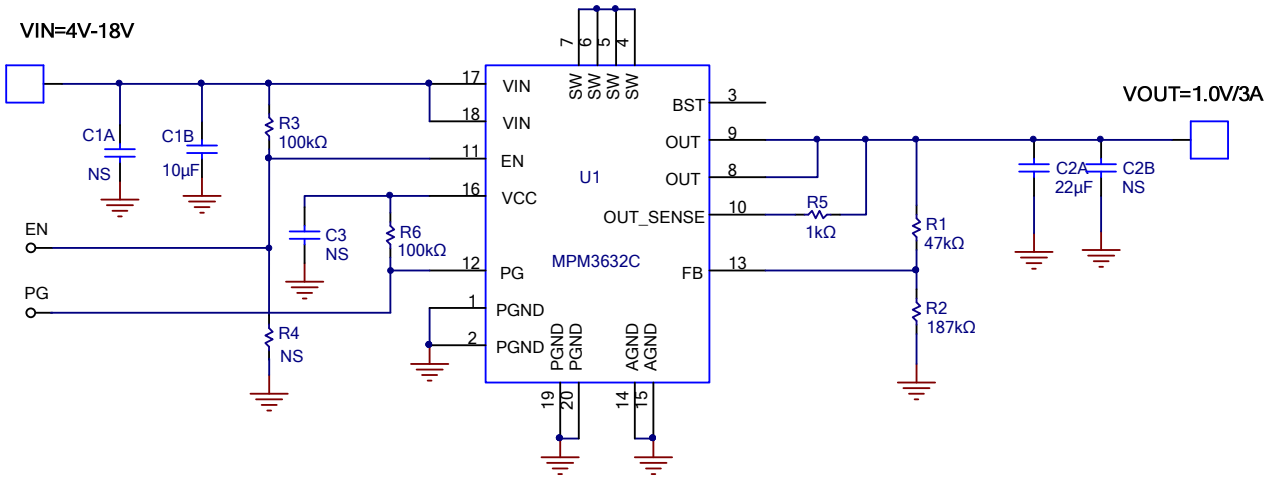 VIN=4V-18V
VOUT=1.0V/3A
7
6
5
4
SW
SW
SW
SW
17
VIN
18
VIN
11
EN
16
VCC
12
PG
1
PGND
2
PGND
BST
3
OUT
9
OUT
8
OUT_SENSE
10
FB
13
U1
MPM3632C
PGND
PGND
AGND
AGND
19
20
14
15
C1A
NS
C1B
10µF
R3
100kΩ
C3
NS
R6
100kΩ
EN
PG
R4
NS
R5
1kΩ
R1
47kΩ
R2
187kΩ
C2A
22µF
C2B
NS